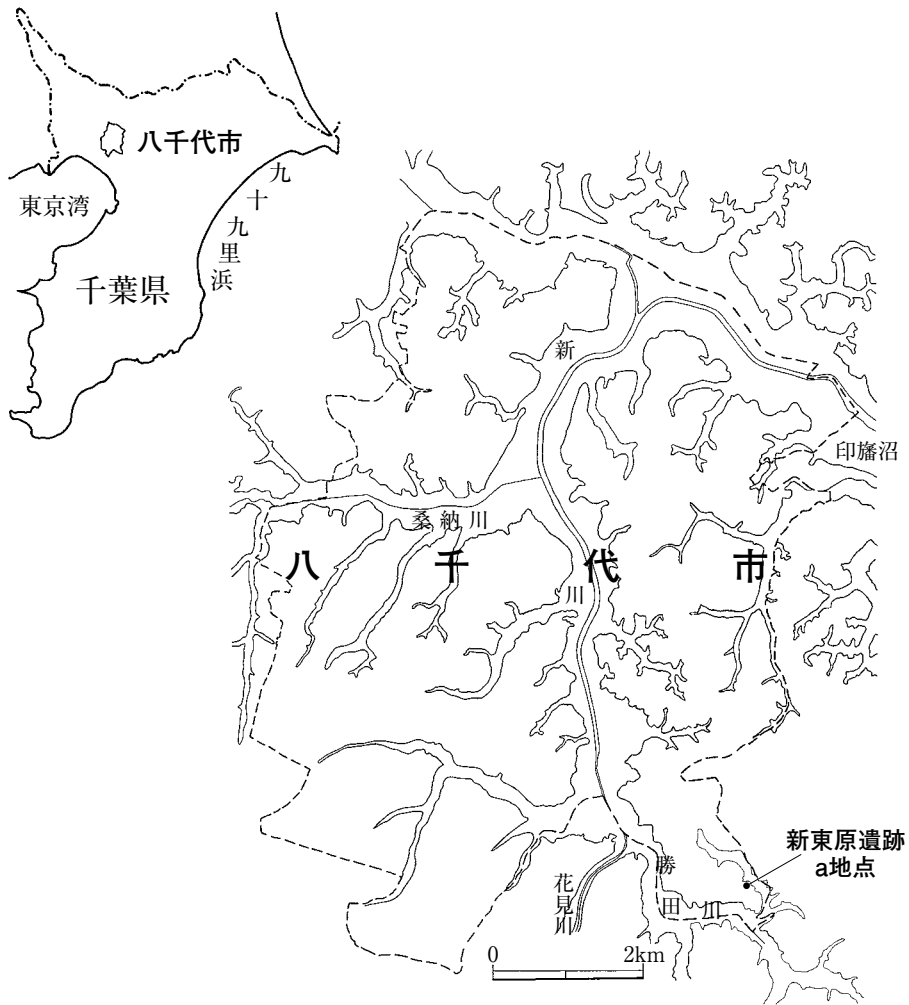 八千代市
東京湾
九十九里浜
千葉県
新
印旛沼
桑納川
八千代市
川
新東原遺跡
a地点
勝
田川
花見川
0 2km